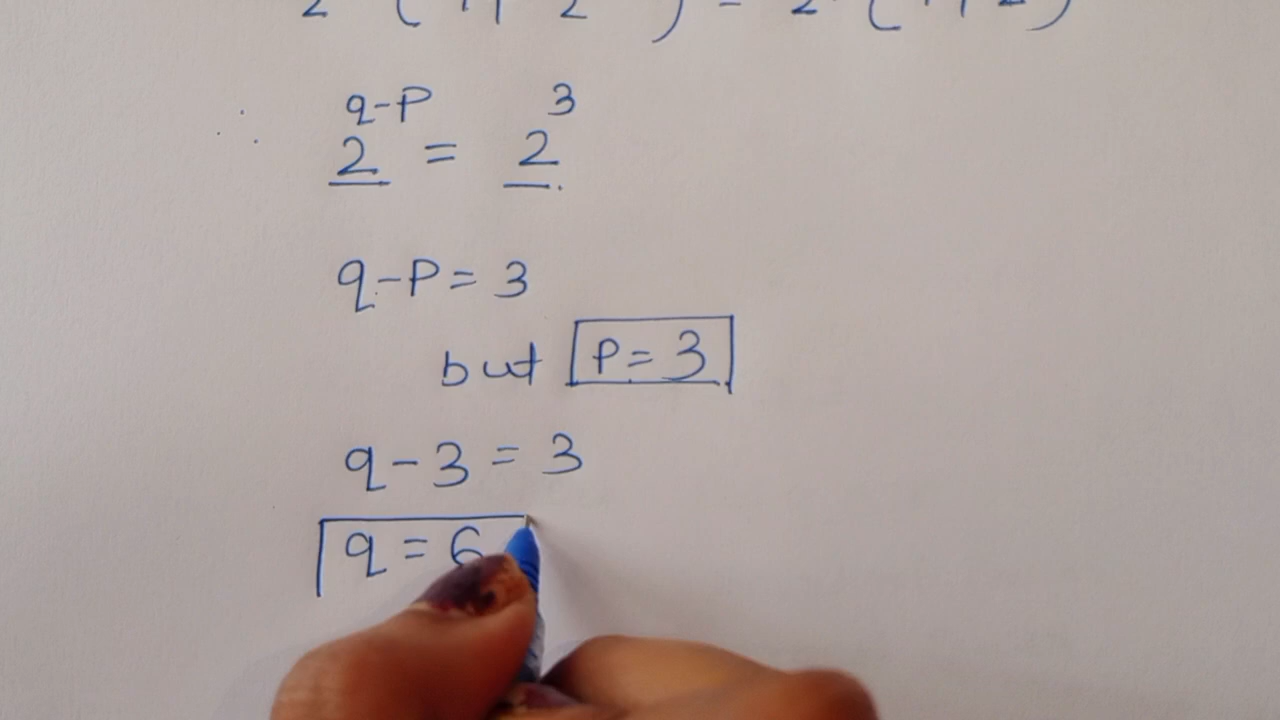 2^{q-P} = 2^3
q-P = 3
but P = 3
q - 3 = 3
q = 6